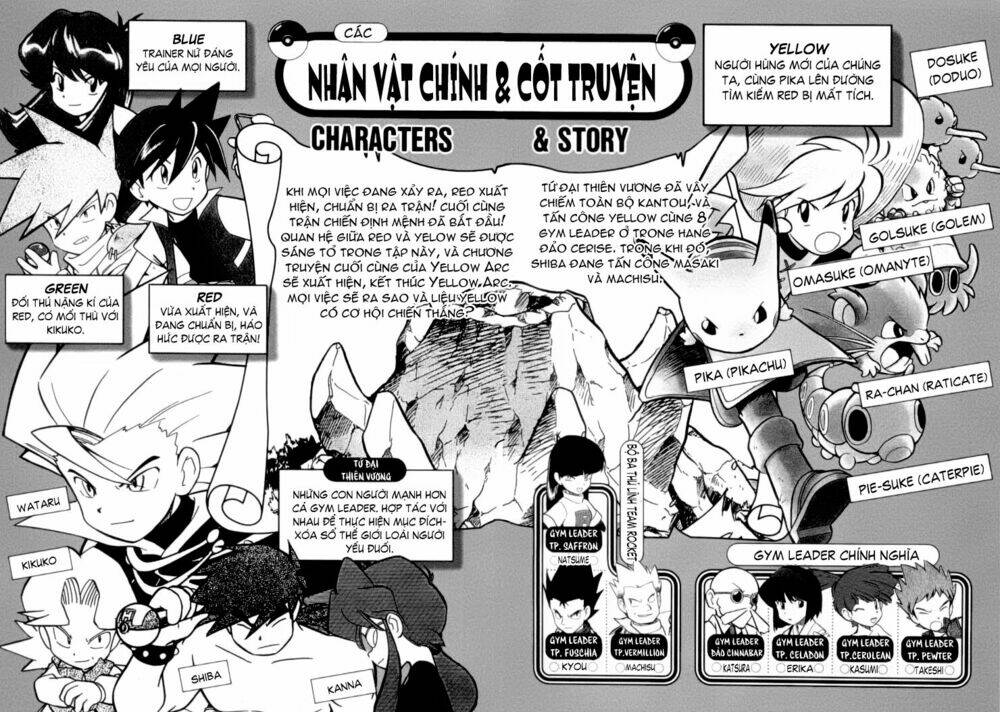 CÁC
NHÂN VẬT CHÍNH & CỐT TRUYỆN
CHARACTERS & STORY
BLUE
TRAINER NỮ ĐÁNG
YÊU CỦA MỌI NGƯỜI.
YELLOW
NGƯỜI HÙNG MỚI CỦA CHÚNG
TA, CÙNG PIKA LÊN ĐƯỜNG
TÌM KIẾM RED BỊ MẤT TÍCH.
DOSUKE
(DODUO)
KHI MỌI VIỆC ĐANG XẢY RA, RED XUẤT
HIỆN, CHUẨN BỊ RA TRẬN! CUỐI CÙNG
TRẬN CHIẾN ĐỊNH MỆNH ĐÃ BẮT ĐẦU!
QUAN HỆ GIỮA RED VÀ YELOW SẼ ĐƯỢC
SÁNG TỎ TRONG TẬP NÀY, VÀ CHƯƠNG
TRUYỆN CUỐI CÙNG CỦA YELLOW ARC
SẼ XUẤT HIỆN, KẾT THÚC YELLOW ARC.
MỌI VIỆC SẼ RA SAO VÀ LIỆU YELLOW
CÓ CƠ HỘI CHIẾN THẮNG?
TỨ ĐẠI THIÊN VƯƠNG ĐÃ VÂY
CHIẾM TOÀN BỘ KANTOU, VÀ
TẤN CÔNG YELLOW CÙNG 8
GYM LEADER Ở TRONG HANG
ĐẢO CERISE. TRONG KHI ĐÓ,
SHIBA ĐANG TẤN CÔNG MASAKI
VÀ MACHISU.
GOLSUKE (GOLEM)
OMASUKE (OMANYTE)
GREEN
ĐỐI THỦ NẶNG KÍ CỦA
RED, CÓ MỐI THÙ VỚI
KIKUKO.
RED
VỪA XUẤT HIỆN, VÀ
ĐANG CHUẨN BỊ, HÁO
HỨC ĐƯỢC RA TRẬN!
PIKA (PIKACHU)
RA-CHAN (RATICATE)
PIE-SUKE (CATERPIE)
TỨ ĐẠI
THIÊN VƯƠNG
NHỮNG CON NGƯỜI MẠNH HƠN
CẢ GYM LEADER. HỢP TÁC VỚI
NHAU ĐỂ THỰC HIỆN MỤC ĐÍCH-
XÓA SỔ THẾ GIỚI LOÀI NGƯỜI
YẾU ĐUỐI.
WATARU
KIKUKO
SHIBA
KANNA
BỘ BA THỦ LĨNH TEAM ROCKET
GYM LEADER
TP. SAFFRON
NATSUME
GYM LEADER
TP. FUSCHIA
KYOU
GYM LEADER
TP.VERMILLION
MACHISU
GYM LEADER CHÍNH NGHĨA
GYM LEADER
ĐẢO CINNABAR
KATSURA
GYM LEADER
TP. CELADON
ERIKA
GYM LEADER
TP.CERULEAN
KASUMI
GYM LEADER
TP. PEWTER
TAKESHI